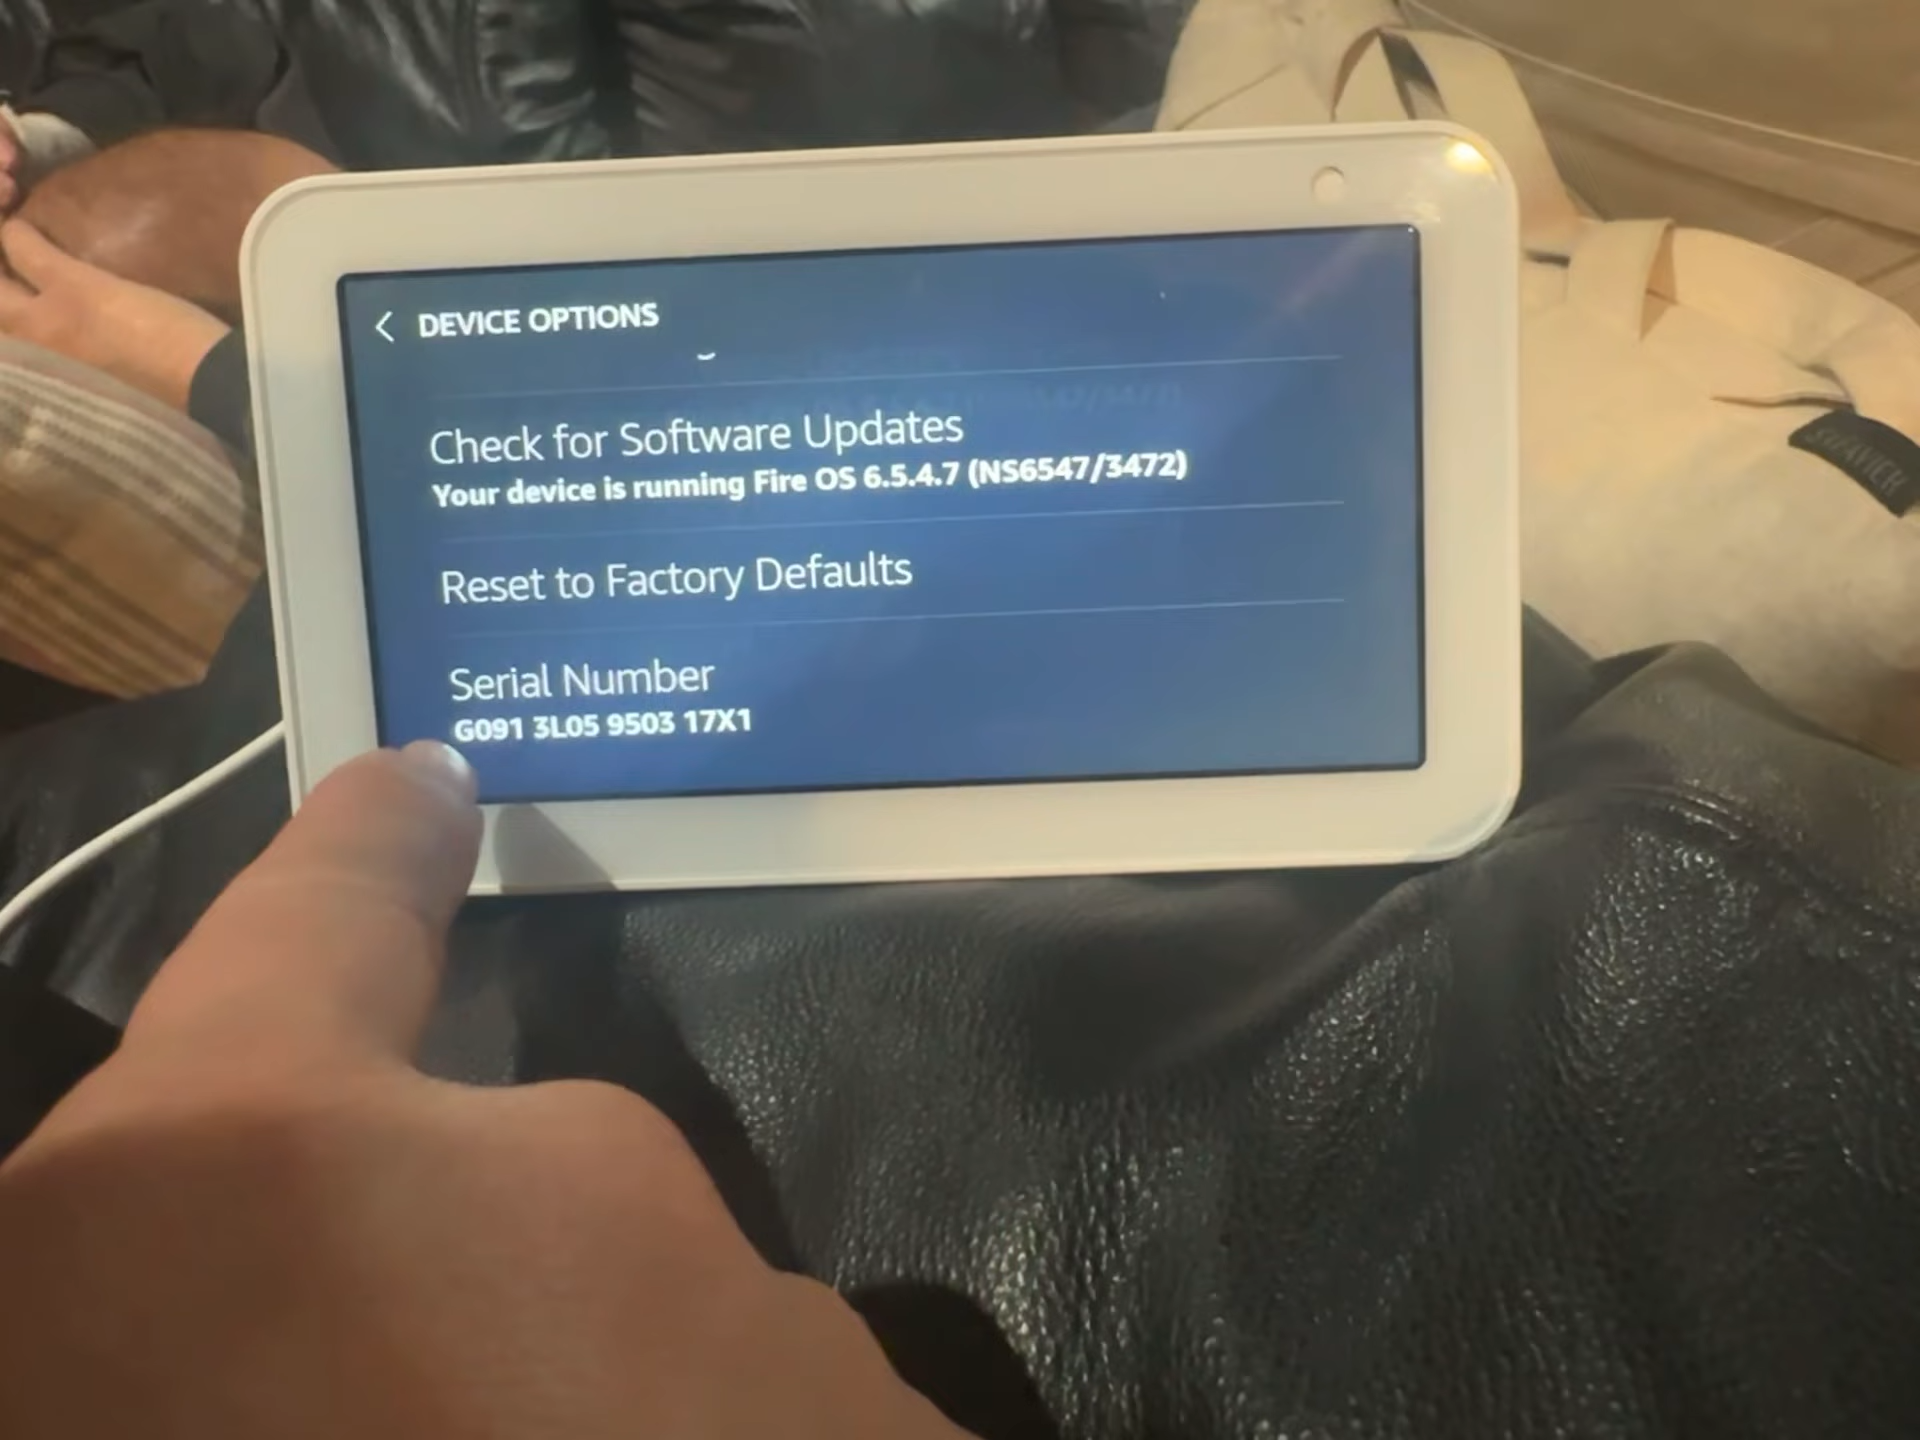 DEVICE OPTIONS
Check for Software Updates
Your device is running Fire OS 6.5.4.7 (NS6547/3472)
Reset to Factory Defaults
Serial Number
G091 3L05 9503 17X1